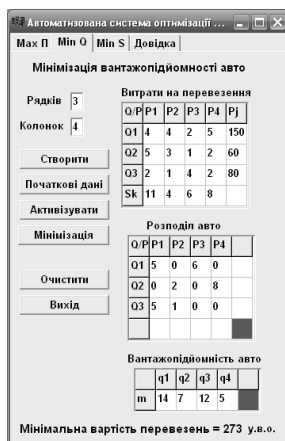 Автоматизована система оптимізації ...
Мах П Min Q Min S Довідка
Мінімізація вантажопідйомності авто
Рядків 3
Колонок 4
Створити
Початкові дані
Активізувати
Мінімізація
Очистити
Вихід
Витрати на перевезення
Q/P P1 P2 P3 P4 Pj
Q1 4 4 2 5 150
Q2 5 3 1 2 60
Q3 2 1 4 2 80
Sk 11 4 6 8
Розподіл авто
Q/P P1 P2 P3 P4
Q1 5 0 6 0
Q2 0 2 0 8
Q3 5 1 0 0
Вантажопідйомність авто
q1 q2 q3 q4
m 14 7 12 5
Мінімальна вартість перевезень = 273 у.в.о.